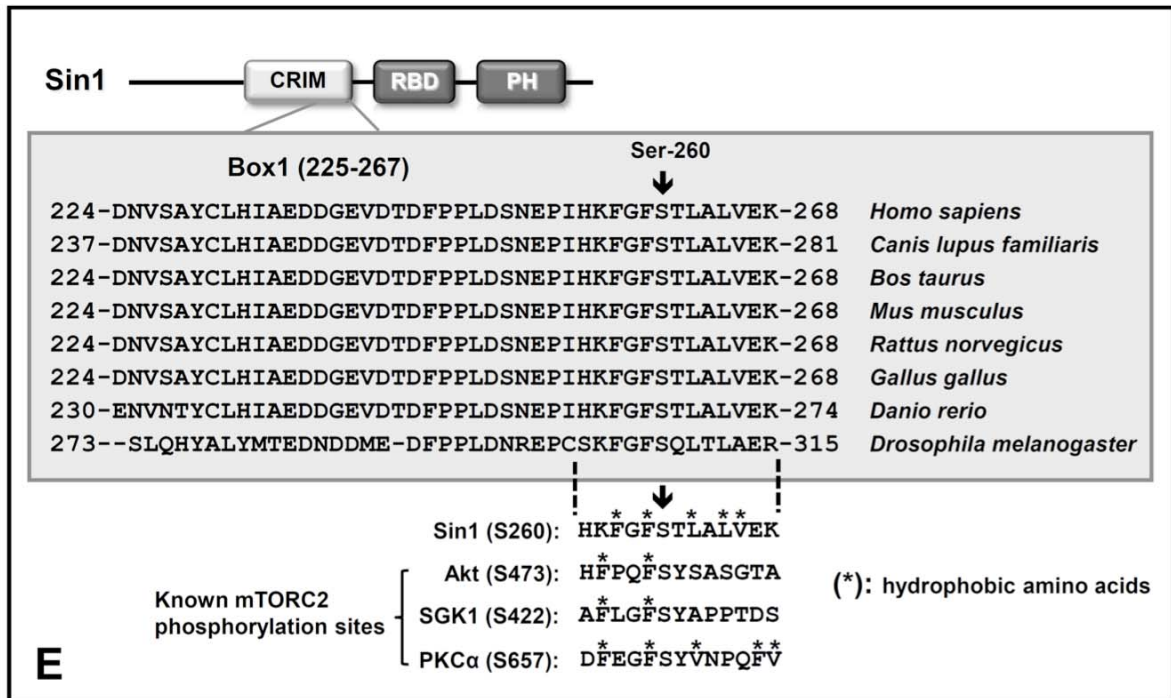 Sin1 CRIM RBD PH
Box1 (225-267)
Ser-260
224-DNVSAYCLHIAEDDGEVDTDFPPLDSNEPIHKFGFSTLALVEK-268 Homo sapiens
237-DNVSAYCLHIAEDDGEVDTDFPPLDSNEPIHKFGFSTLALVEK-281 Canis lupus familiaris
224-DNVSAYCLHIAEDDGEVDTDFPPLDSNEPIHKFGFSTLALVEK-268 Bos taurus
224-DNVSAYCLHIAEDDGEVDTDFPPLDSNEPIHKFGFSTLALVEK-268 Mus musculus
224-DNVSAYCLHIAEDDGEVDTDFPPLDSNEPIHKFGFSTLALVEK-268 Rattus norvegicus
224-DNVSAYCLHIAEDDGEVDTDFPPLDSNEPIHKFGFSTLALVEK-268 Gallus gallus
230-ENVNTYCLHIAEDDGEVDTDFPPLDSNEPIHKFGFSTLALVEK-274 Danio rerio
273--SLQHYALYMTEDNDDME-DFPPLDNREPCSKFGFSQLTLAER-315 Drosophila melanogaster
* * * **
Sin1 (S260): HKFGFSTLALVEK
* *
Akt (S473): HFPQFSYSASGTA
(*): hydrophobic amino acids
Known mTORC2
phosphorylation sites
* *
SGK1 (S422): AFLGFSYAPPTDS
* * * **
PKCα (S657): DFEGFSYVNPQFV
E